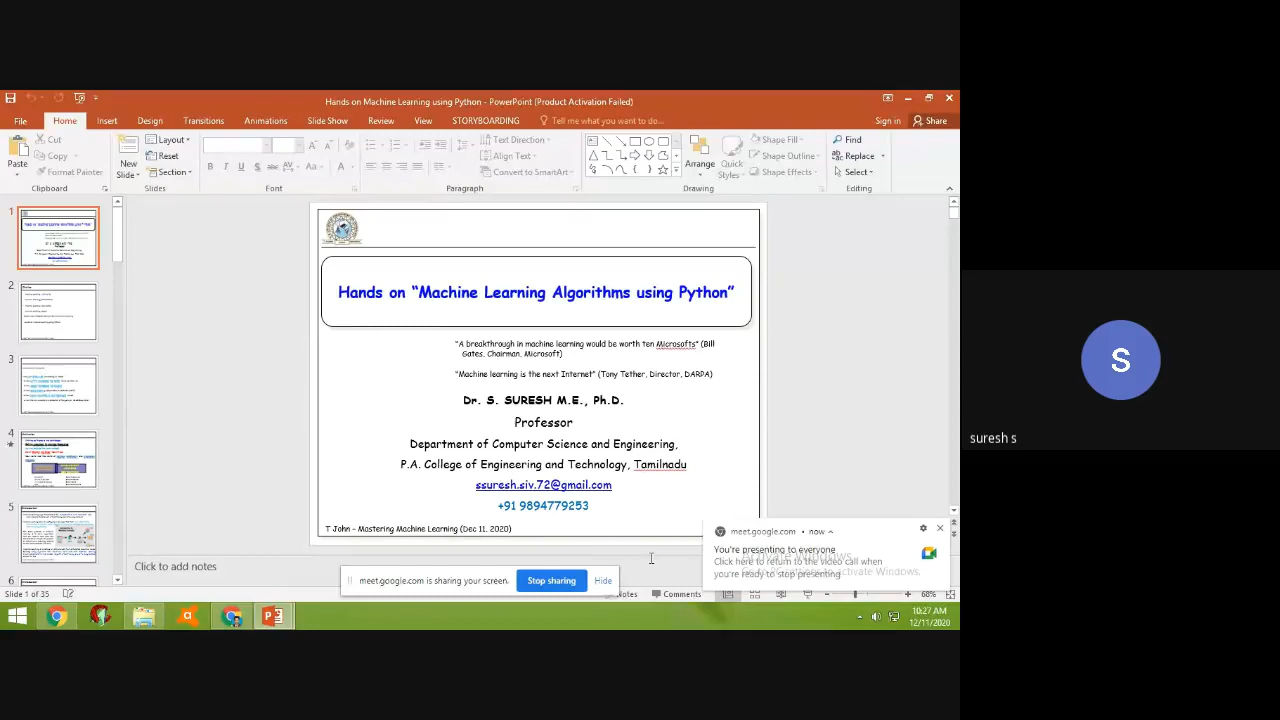 Hands on Machine Learning using Python - PowerPoint (Product Activation Failed)
File Home Insert Design Transitions Animations Slide Show Review View STORYBOARDING Tell me what you want to do... Sign in Share
Cut Layout Text Direction Shape Fill Find
Copy Reset Align Text Shape Outline Replace
Paste Format Painter New Slide Section Convert to SmartArt Arrange Quick Styles Shape Effects Select
Clipboard Slides Font Paragraph Drawing Editing
1
2
3
4
5
6
Hands on “Machine Learning Algorithms using Python”
“A breakthrough in machine learning would be worth ten Microsofts” (Bill
Gates, Chairman, Microsoft)
“Machine learning is the next Internet” (Tony Tether, Director, DARPA)
Dr. S. SURESH M.E., Ph.D.
Professor
Department of Computer Science and Engineering,
P.A. College of Engineering and Technology, Tamilnadu
ssuresh.siv.72@gmail.com
+91 9894779253
T John - Mastering Machine Learning (Dec 11, 2020)
meet.google.com • now
You're presenting to everyone
Click here to return to the video call when
you're ready to stop presenting
Activate Windows
Click to add notes
meet.google.com is sharing your screen. Stop sharing Hide
Slide 1 of 35 Notes Comments 68%
10:27 AM
12/11/2020
S
suresh s